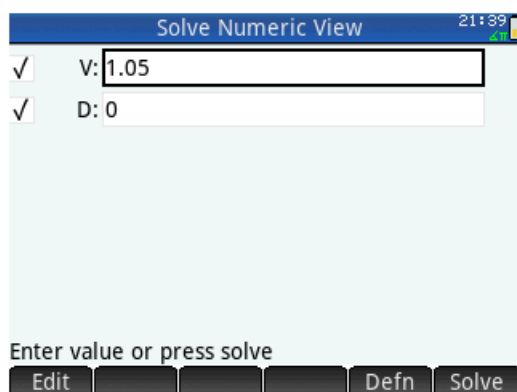 Solve Numeric View 21:39
∡π
√ V: 1.05
√ D: 0
Enter value or press solve
Edit Defn Solve